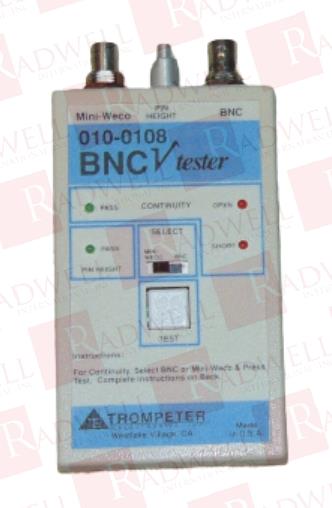 PIN
Mini-Weco HEIGHT BNC
010-0108
BNC√ tester
PASS CONTINUITY OPEN
SELECT
PASS MINI WECO BNC SHORT
PIN HEIGHT
TEST
Instructions:
For Continuity, Select BNC or Mini-Weco & Press
Test. Complete Instructions on Back.
TROMPETER
Westlake Village, CA
Made
in U.S.A.
RADWELL
INTERNATIONAL